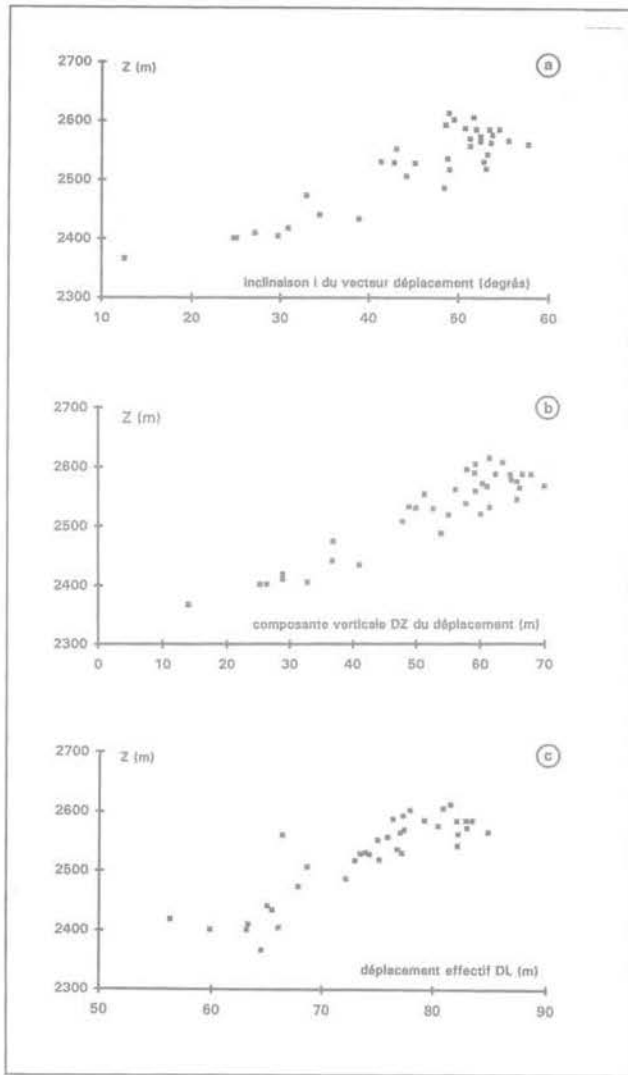 Z (m)
a
2700
2600
2500
2400
2300
inclinaison i du vecteur déplacement (degrés)
10 20 30 40 50 60
Z (m)
b
2700
2600
2500
2400
2300
composante verticale DZ du déplacement (m)
0 10 20 30 40 50 60 70
Z (m)
c
2700
2600
2500
2400
2300
déplacement effectif DL (m)
50 60 70 80 90